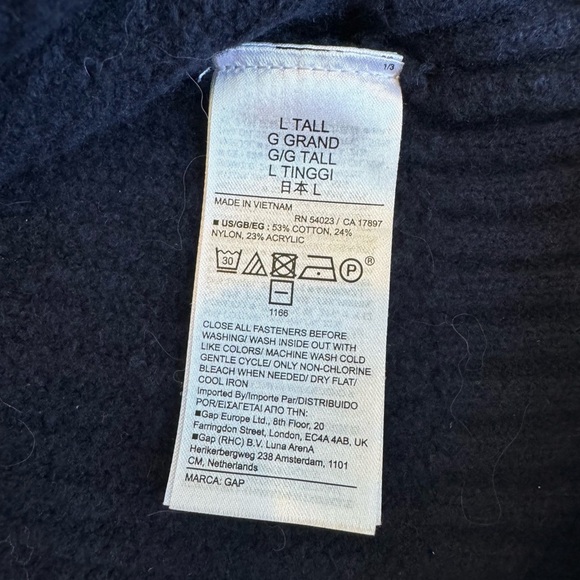 1/3
L TALL
G GRAND
G/G TALL
L TINGGI
日本 L
MADE IN VIETNAM
RN 54023 / CA 17897
■ US/GB/EG : 53% COTTON, 24%
NYLON, 23% ACRYLIC
30 P ®
1166
CLOSE ALL FASTENERS BEFORE
WASHING/ WASH INSIDE OUT WITH
LIKE COLORS/ MACHINE WASH COLD
GENTLE CYCLE/ ONLY NON-CHLORINE
BLEACH WHEN NEEDED/ DRY FLAT/
COOL IRON
Imported By/Importe Par/DISTRIBUIDO
POR/ΕΙΣΑΓΕΤΑΙ ΑΠΟ ΤΗΝ:
■Gap Europe Ltd., 8th Floor, 20
Farringdon Street, London, EC4A 4AB, UK
■Gap (RHC) B.V. Luna ArenA
Herikerbergweg 238 Amsterdam, 1101
CM, Netherlands
MARCA: GAP